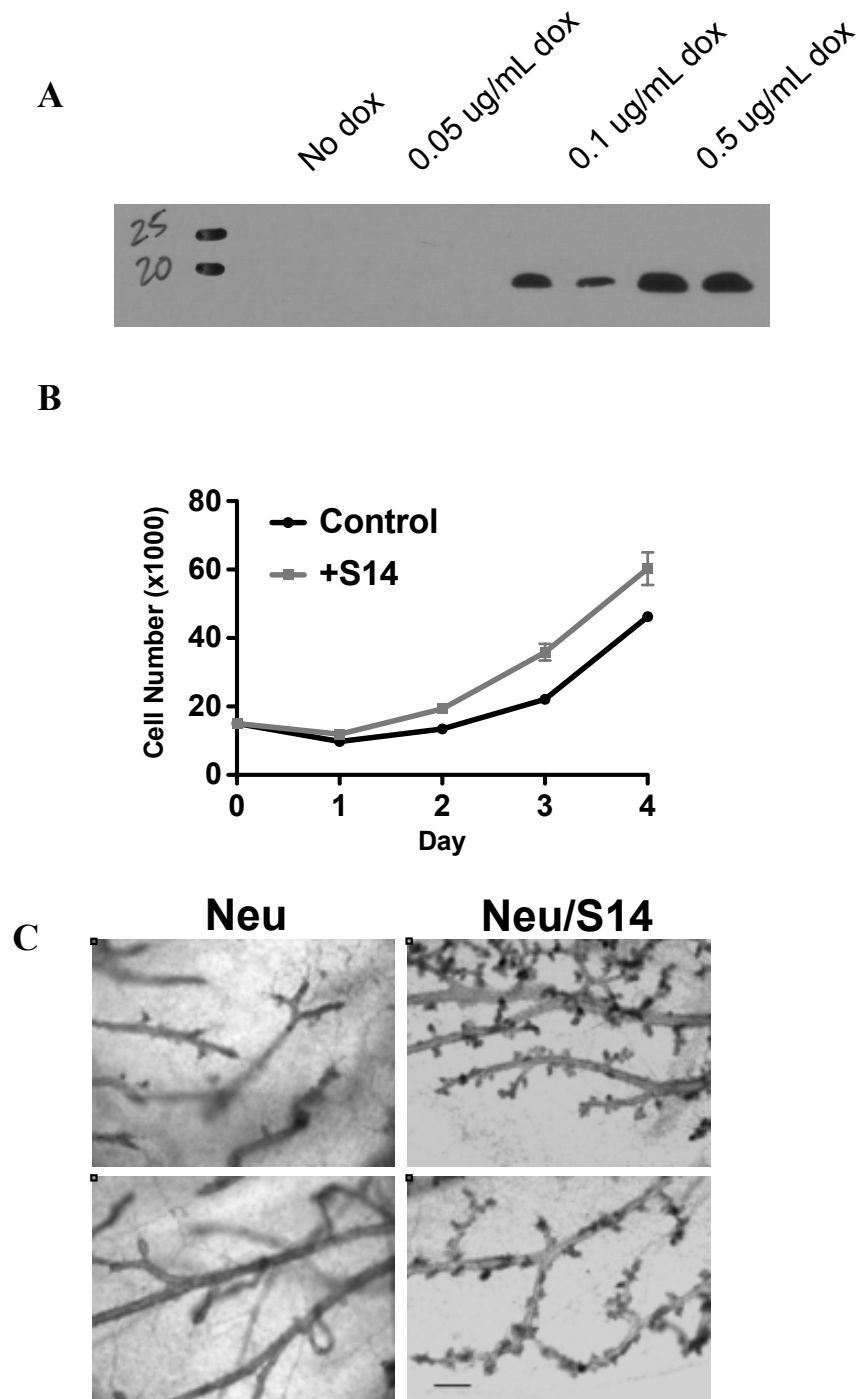 A
No dox
0.05 ug/mL dox
0.1 ug/mL dox
0.5 ug/mL dox
25
20
B
Cell Number (x1000)
80
60
40
20
0
Control
+S14
0 1 2 3 4
Day
C
Neu Neu/S14